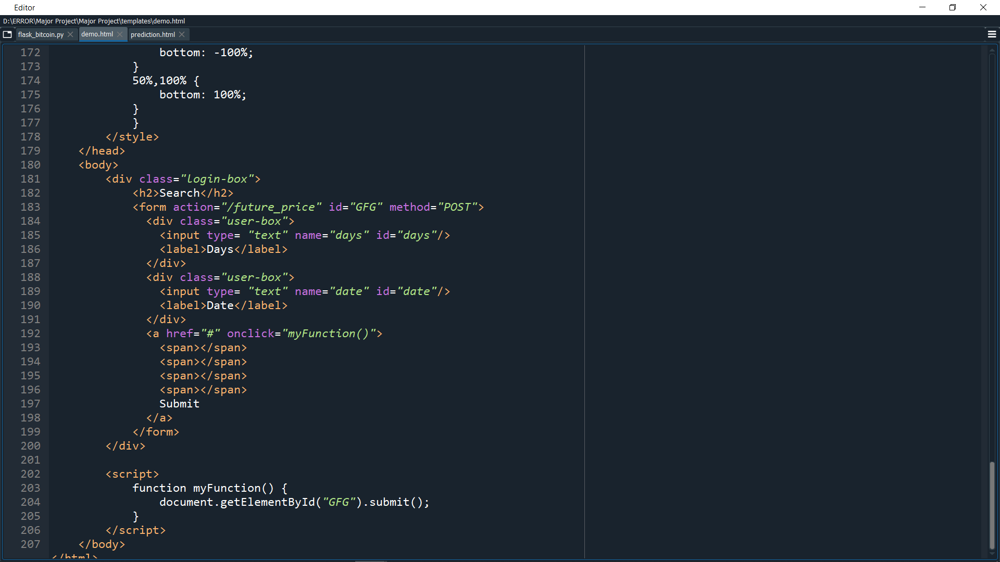 Editor
D:\ERROR\Major Project\Major Project\templates\demo.html
flask_bitcoin.py demo.html prediction.html
172 bottom: -100%;
173 }
174 50%,100% {
175 bottom: 100%;
176 }
177 }
178 </style>
179 </head>
180 <body>
181 <div class="login-box">
182 <h2>Search</h2>
183 <form action="/future_price" id="GFG" method="POST">
184 <div class="user-box">
185 <input type= "text" name="days" id="days"/>
186 <label>Days</label>
187 </div>
188 <div class="user-box">
189 <input type= "text" name="date" id="date"/>
190 <label>Date</label>
191 </div>
192 <a href="#" onclick="myFunction()">
193 <span></span>
194 <span></span>
195 <span></span>
196 <span></span>
197 Submit
198 </a>
199 </form>
200 </div>
201
202 <script>
203 function myFunction() {
204 document.getElementById("GFG").submit();
205 }
206 </script>
207 </body>
</html>